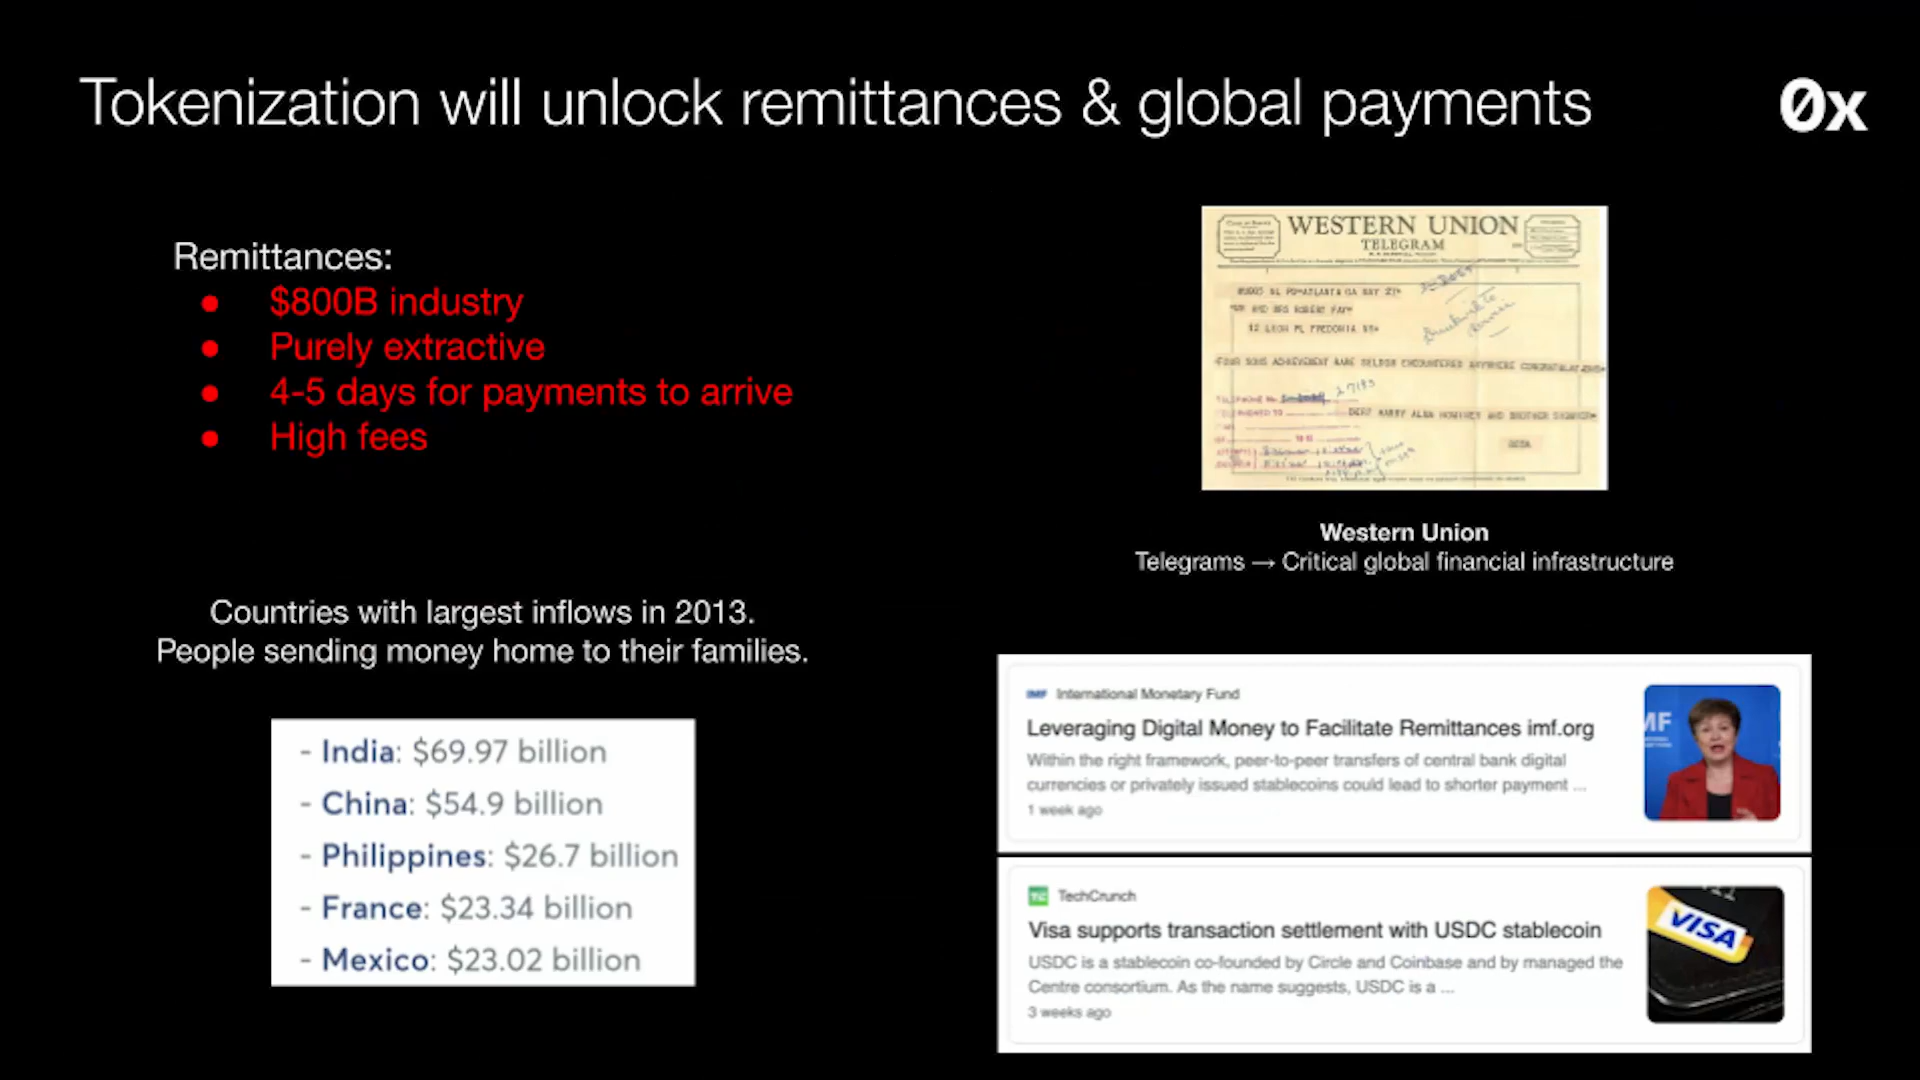 Tokenization will unlock remittances & global payments
0x
Remittances:
● $800B industry
● Purely extractive
● 4-5 days for payments to arrive
● High fees
WESTERN UNION
TELEGRAM
Western Union
Telegrams → Critical global financial infrastructure
Countries with largest inflows in 2013.
People sending money home to their families.
- India: $69.97 billion
- China: $54.9 billion
- Philippines: $26.7 billion
- France: $23.34 billion
- Mexico: $23.02 billion
IMF International Monetary Fund
Leveraging Digital Money to Facilitate Remittances imf.org
Within the right framework, peer-to-peer transfers of central bank digital
currencies or privately issued stablecoins could lead to shorter payment ...
1 week ago
MF
TechCrunch
Visa supports transaction settlement with USDC stablecoin
USDC is a stablecoin co-founded by Circle and Coinbase and by managed the
Centre consortium. As the name suggests, USDC is a ...
3 weeks ago
VISA